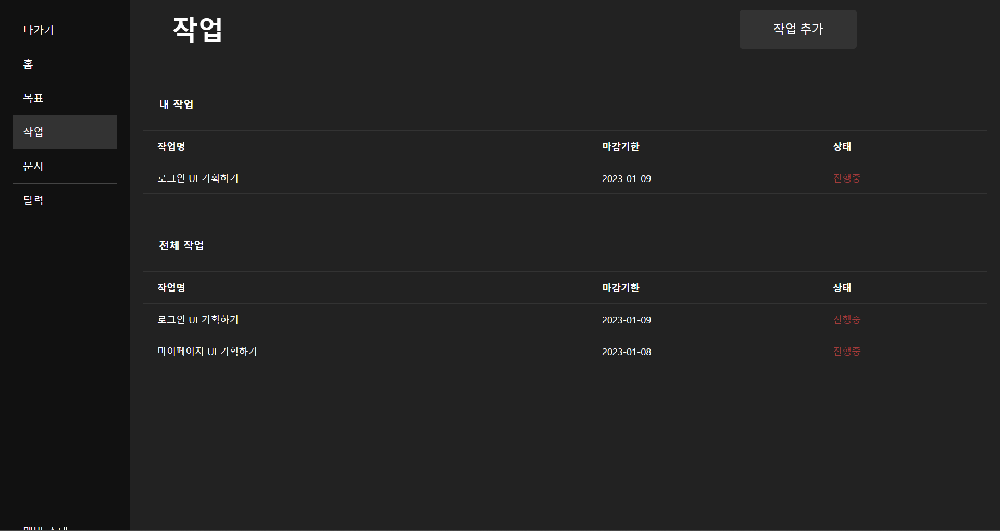 나가기
홈
목표
작업
문서
달력
작업
작업 추가
내 작업
작업명 마감기한 상태
로그인 UI 기획하기 2023-01-09 진행중
전체 작업
작업명 마감기한 상태
로그인 UI 기획하기 2023-01-09 진행중
마이페이지 UI 기획하기 2023-01-08 진행중